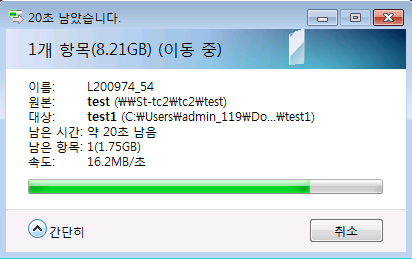 20초 남았습니다.
1개 항목(8.21GB) (이동 중)
이름: L200974_54
원본: test (₩₩St-tc2₩tc2₩test)
대상: test1 (C:₩Users₩admin_119₩Do...₩test1)
남은 시간: 약 20초 남음
남은 항목: 1(1.75GB)
속도: 16.2MB/초
간단히 취소